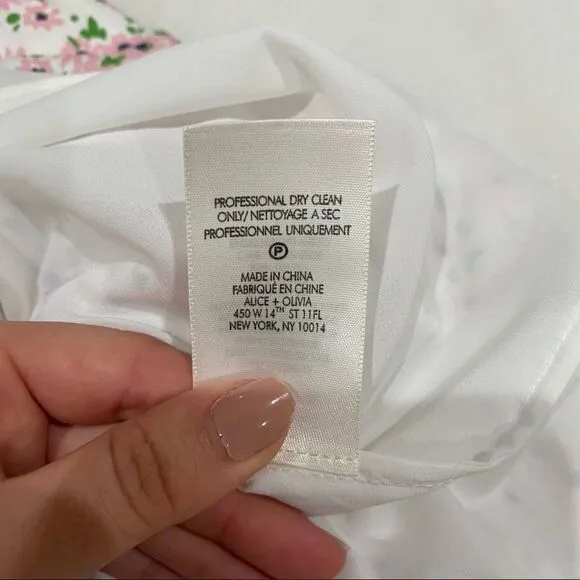 PROFESSIONAL DRY CLEAN
ONLY/ NETTOYAGE A SEC
PROFESSIONNEL UNIQUEMENT
P
MADE IN CHINA
FABRIQUÉ EN CHINE
ALICE + OLIVIA
450 W 14TH ST 11FL
NEW YORK, NY 10014